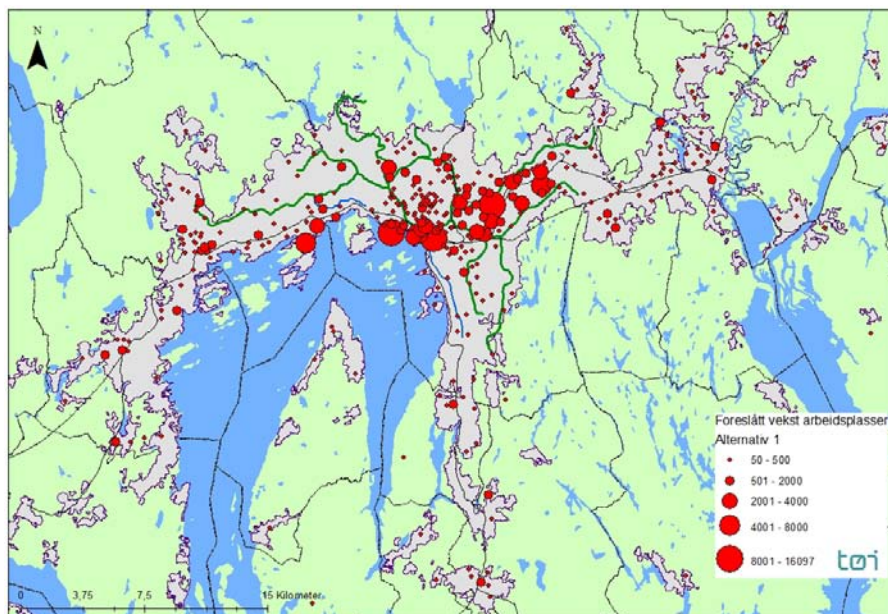 N
Foreslått vekst arbeidsplasser
Alternativ 1
50 - 500
501 - 2000
2001 - 4000
4001 - 8000
8001 - 16097
tøi
0 3,75 7,5 15 Kilometer